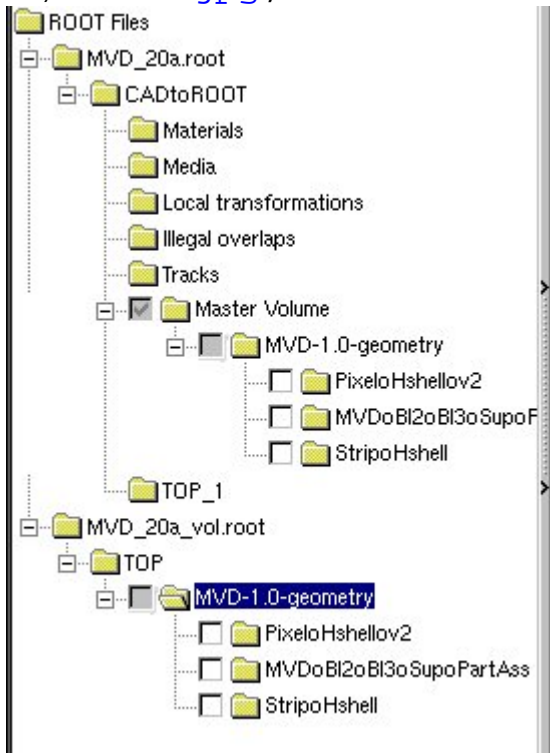 ROOT Files
MVD_20a.root
CADtoROOT
Materials
Media
Local transformations
Illegal overlaps
Tracks
Master Volume
MVD-1.0-geometry
PixeloHshellov2
MVDoBl2oBl3oSupoF
StripoHshell
TOP_1
MVD_20a_vol.root
TOP
MVD-1.0-geometry
PixeloHshellov2
MVDoBl2oBl3oSupoPartAss
StripoHshell